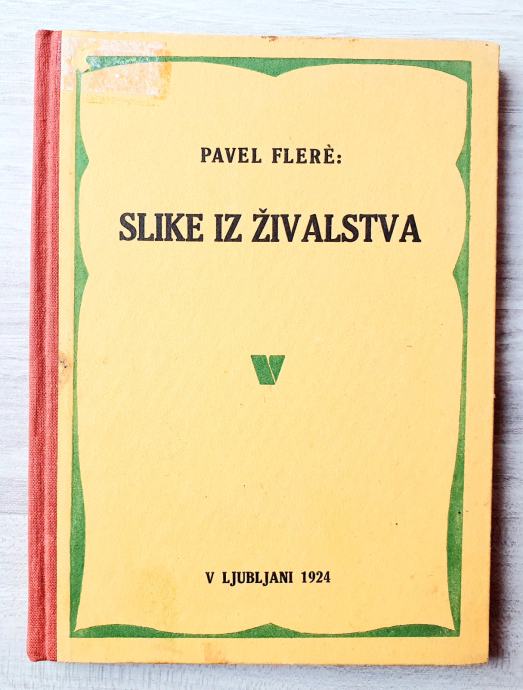 PAVEL FLERÈ:
SLIKE IZ ŽIVALSTVA
V LJUBLJANI 1924